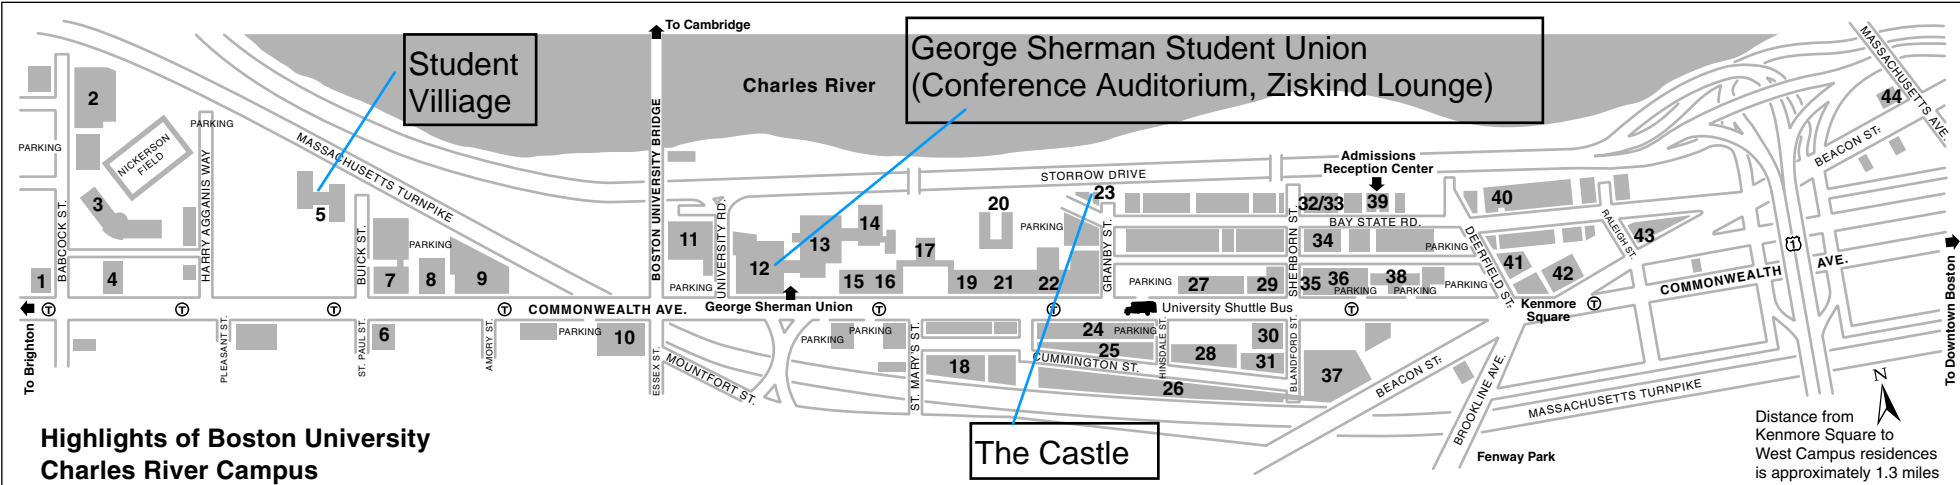 To Cambridge
George Sherman Student Union
(Conference Auditorium, Ziskind Lounge)
Student
Villiage
Charles River
MASSACHUSETTS AVE.
44
2
PARKING
NICKERSON
FIELD
PARKING
MASSACHUSETTS TURNPIKE
BOSTON UNIVERSITY BRIDGE
BEACON ST.
Admissions
Reception Center
STORROW DRIVE
3
5
23
32/33
39
40
20
BABCOCK ST.
HARRY AGGANIS WAY
BUICK ST.
UNIVERSITY RD.
GRANBY ST.
SHERBORN ST.
BAY STATE RD.
DEERFIELD ST.
RALEIGH ST.
14
PARKING
11
13
17
34
PARKING
43
1
PARKING
12
1
4
7
8
9
PARKING
15
16
19
21
22
PARKING
27
29
35
36
38
PARKING
PARKING
PARKING
41
42
COMMONWEALTH AVE.
George Sherman Union
University Shuttle Bus
Kenmore
Square
T
T
T
COMMONWEALTH AVE.
T
T
T
T
To Brighton
To Downtown Boston
PLEASANT ST.
ST. PAUL ST.
6
AMORY ST.
PARKING
10
ESSEX ST.
MOUNTFORT ST.
PARKING
PARKING
ST. MARY'S ST.
24
PARKING
HINSDALE ST.
25
CUMMINGTON ST.
28
30
31
BLANDFORD ST.
18
26
37
BEACON ST.
BROOKLINE AVE.
MASSACHUSETTS TURNPIKE
N
Fenway Park
The Castle
Highlights of Boston University
Charles River Campus
Distance from
Kenmore Square to
West Campus residences
is approximately 1.3 miles